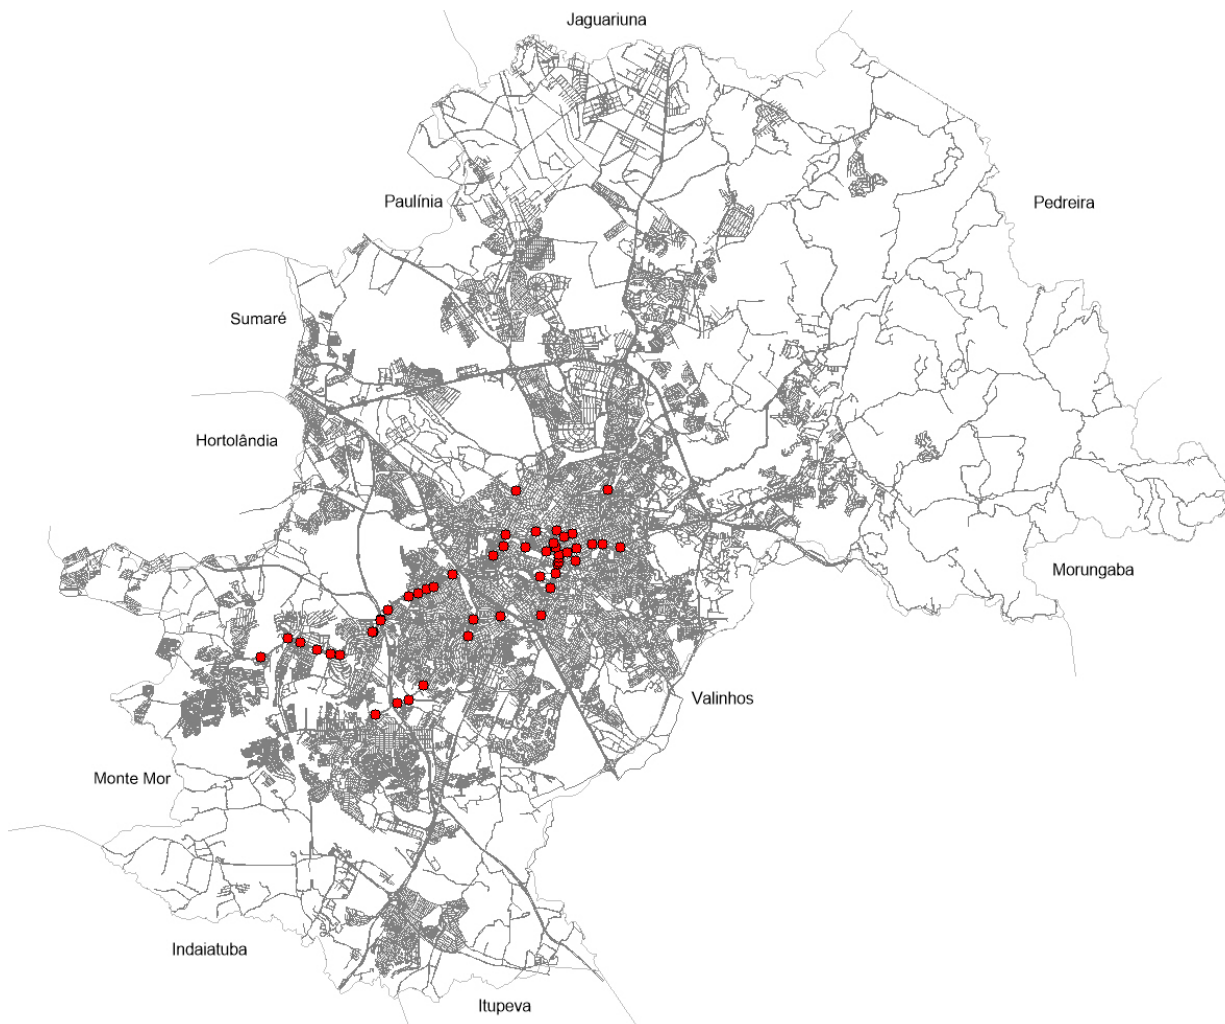 Jaguariuna
Paulínia
Pedreira
Sumaré
Hortolândia
Morungaba
Valinhos
Monte Mor
Indaiatuba
Itupeva